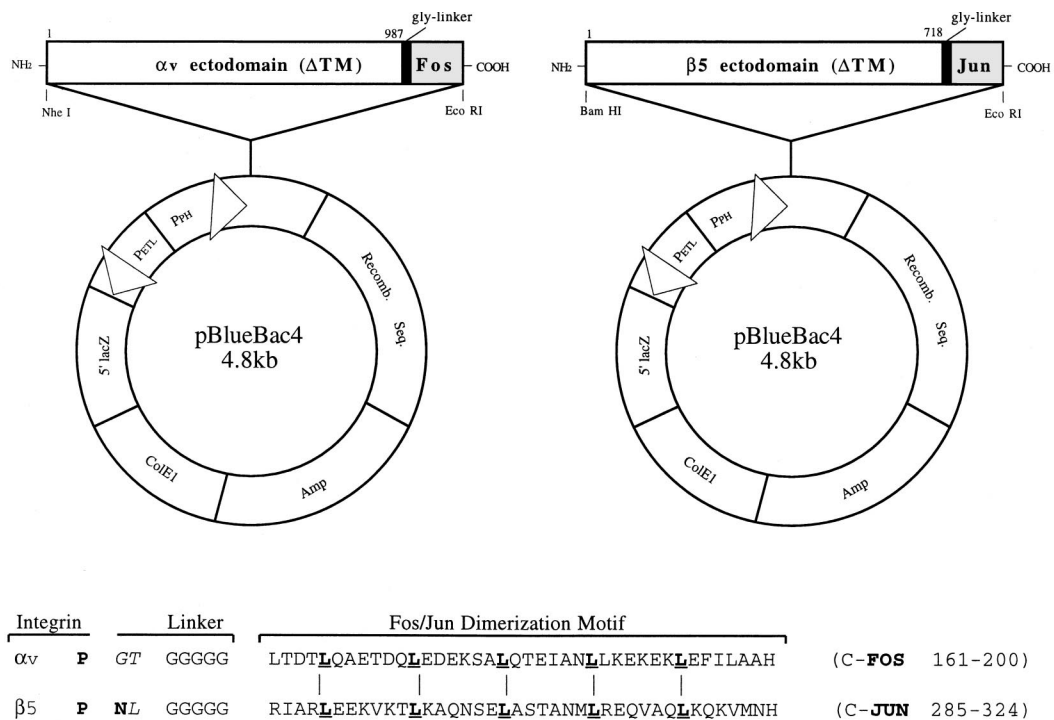 gly-linker gly-linker
1 987 1 718
NH2 αv ectodomain (ΔTM) Fos COOH NH2 β5 ectodomain (ΔTM) Jun COOH
Nhe I Eco RI Bam HI Eco RI
PPH PPH
PETL PETL
Recomb. Seq. Recomb. Seq.
5' lacZ 5' lacZ
pBlueBac4 pBlueBac4
4.8kb 4.8kb
ColE1 Amp ColE1 Amp
Integrin Linker Fos/Jun Dimerization Motif
αv P GT GGGGG LTDTLQAETDQLEDEKSALQTEIANLLKEKEKLEFILAAH (C-FOS 161-200)
β5 P NL GGGGG RIARLEEKVKTLKAQNSELASTANMLREQVAQLKQKVMNH (C-JUN 285-324)